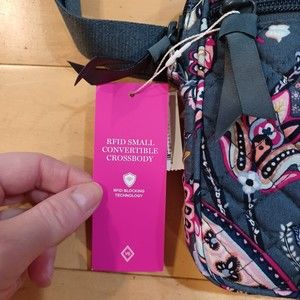 RFID SMALL
CONVERTIBLE
CROSSBODY
RFID BLOCKING
TECHNOLOGY